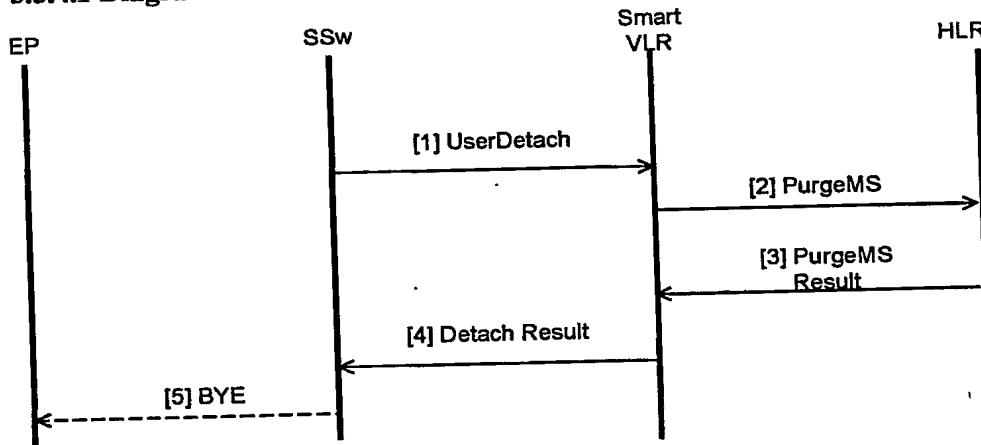 EP
SSw
Smart
VLR
HLR
[1] UserDetach
[2] PurgeMS
[3] PurgeMS
Result
[4] Detach Result
[5] BYE